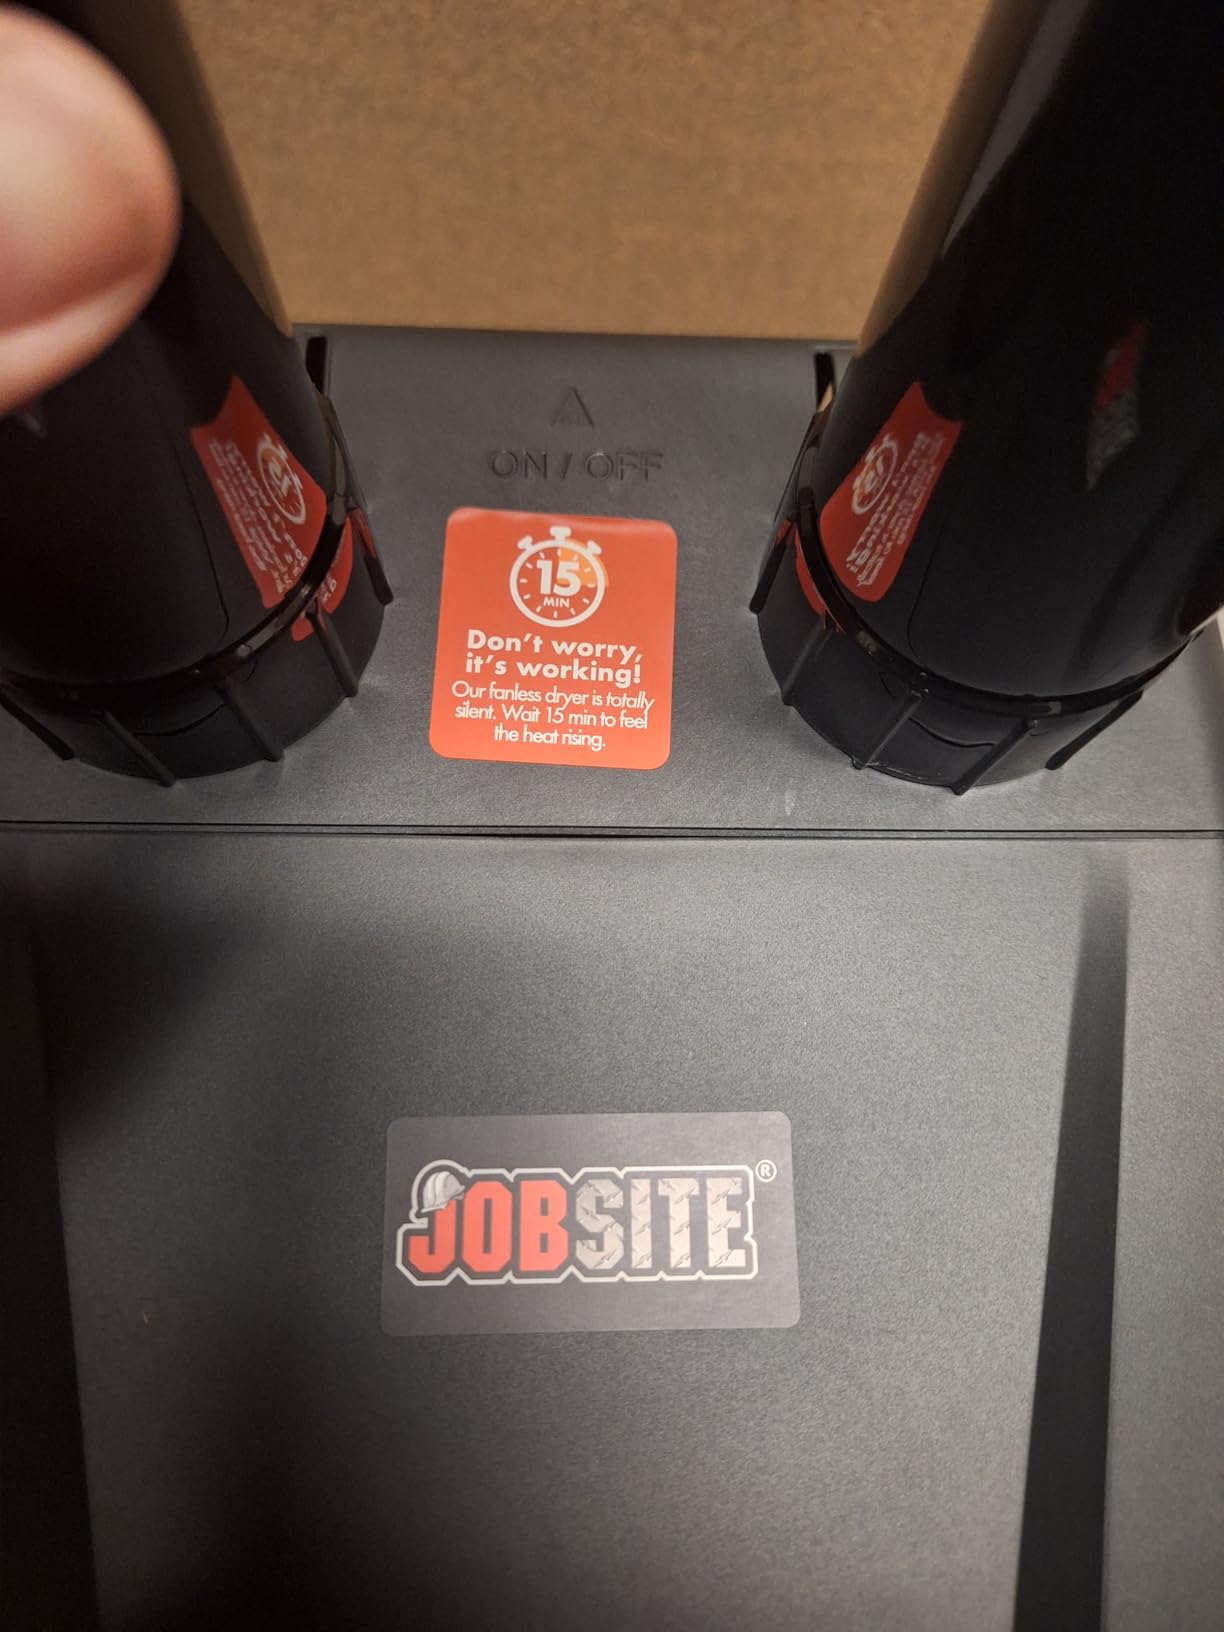 ON / OFF
15
MIN
Don't worry,
it's working!
Our fanless dryer is totally
silent. Wait 15 min to feel
the heat rising.
JOBSITE®